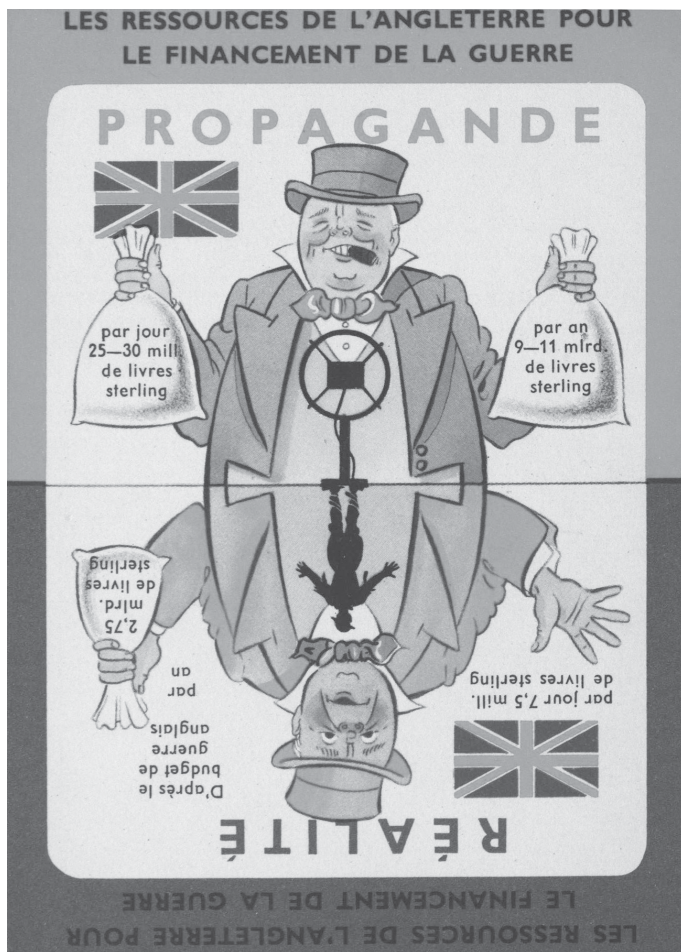 LES RESSOURCES DE L'ANGLETERRE POUR
LE FINANCEMENT DE LA GUERRE
PROPAGANDE
par jour
25—30 mill.
de livres
sterling
par an
9—11 mlrd.
de livres
sterling
LES RESSOURCES DE L'ANGLETERRE POUR
LE FINANCEMENT DE LA GUERRE
RÉALITÉ
D'après le
budget de
guerre
anglais
par jour 7,5 mill.
de livres sterling
par
an
2,75
mlrd.
de livres
sterling